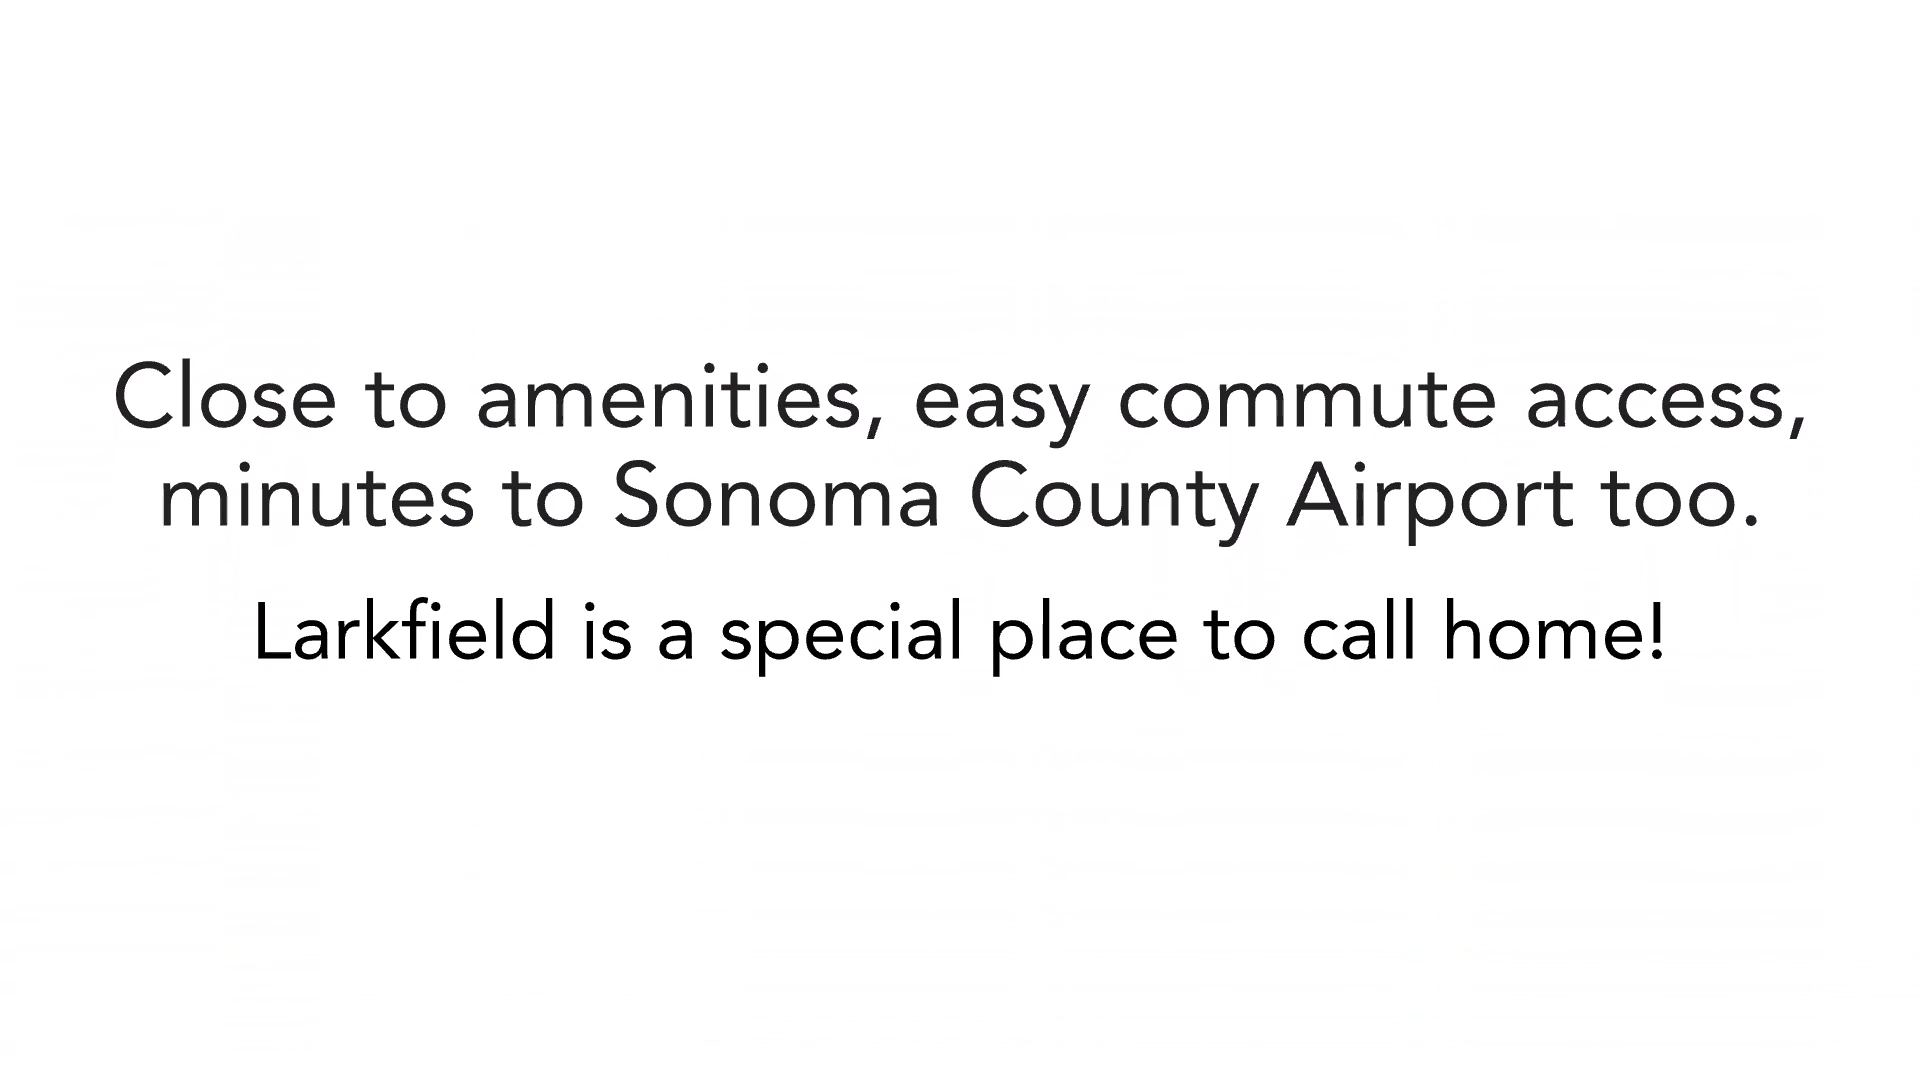 Close to amenities, easy commute access,
minutes to Sonoma County Airport too.
Larkfield is a special place to call home!